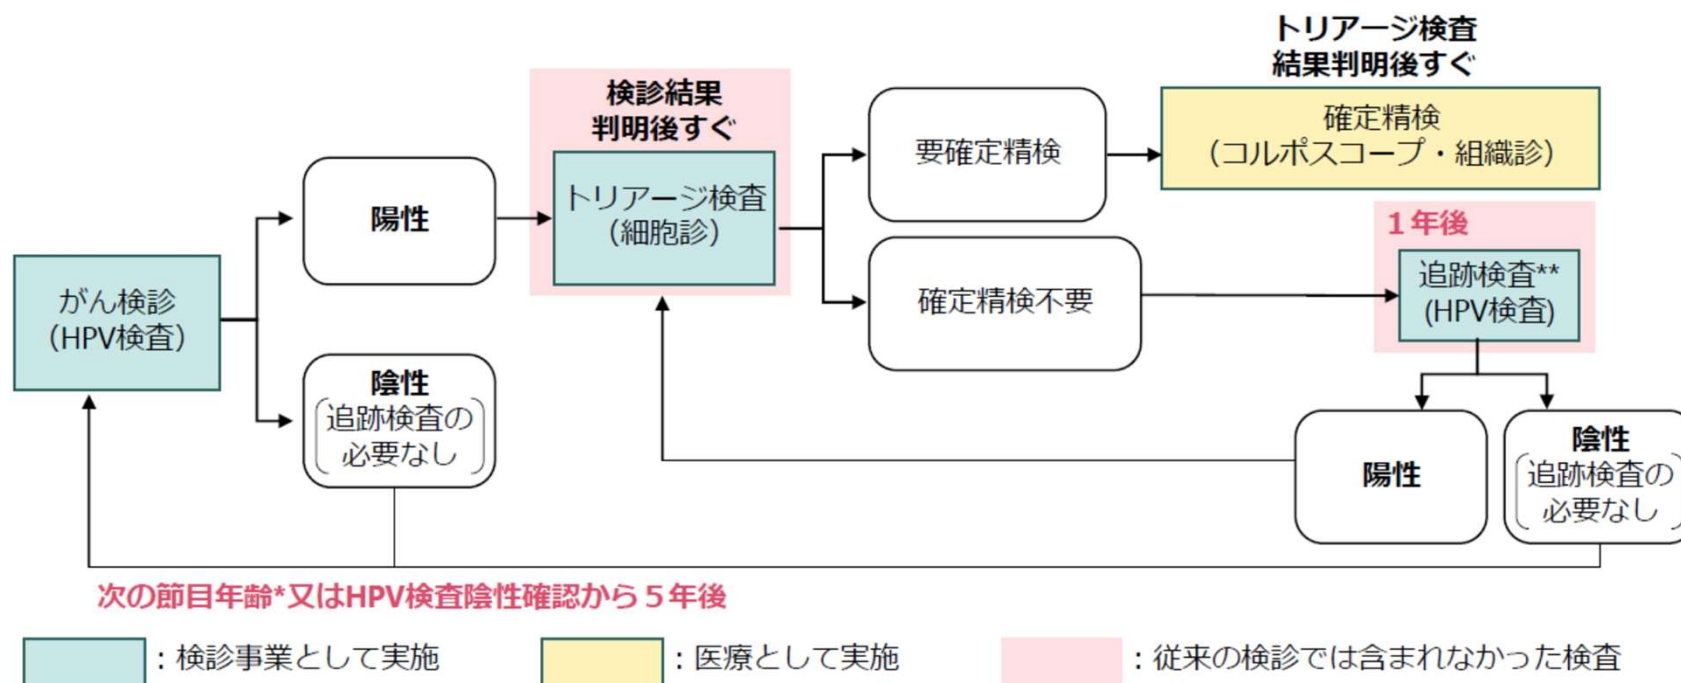 トリアージ検査
結果判明後すぐ
検診結果
判明後すぐ
確定精検
（コルポスコープ・組織診）
要確定精検
トリアージ検査
（細胞診）
陽性
１年後
追跡検査**
(HPV検査)
確定精検不要
がん検診
（HPV検査）
陰性
追跡検査の
必要なし
陽性
陰性
追跡検査の
必要なし
次の節目年齢*又はHPV検査陰性確認から５年後
：検診事業として実施
：医療として実施
：従来の検診では含まれなかった検査